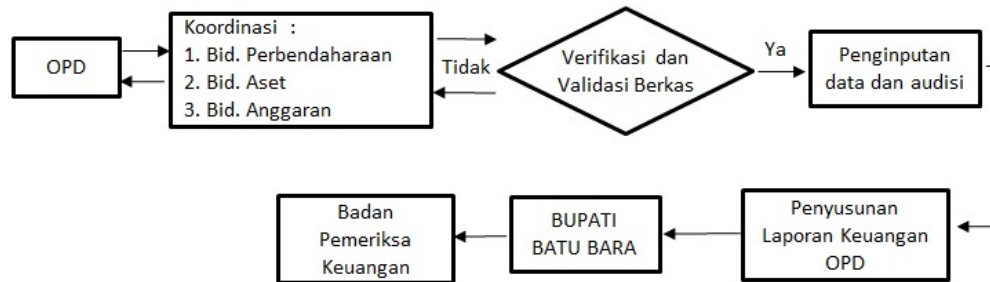 OPD
Koordinasi :
1. Bid. Perbendaharaan
2. Bid. Aset
3. Bid. Anggaran
Tidak
Verifikasi dan
Validasi Berkas
Ya
Penginputan
data dan audisi
Badan
Pemeriksa
Keuangan
BUPATI
BATU BARA
Penyusunan
Laporan Keuangan
OPD